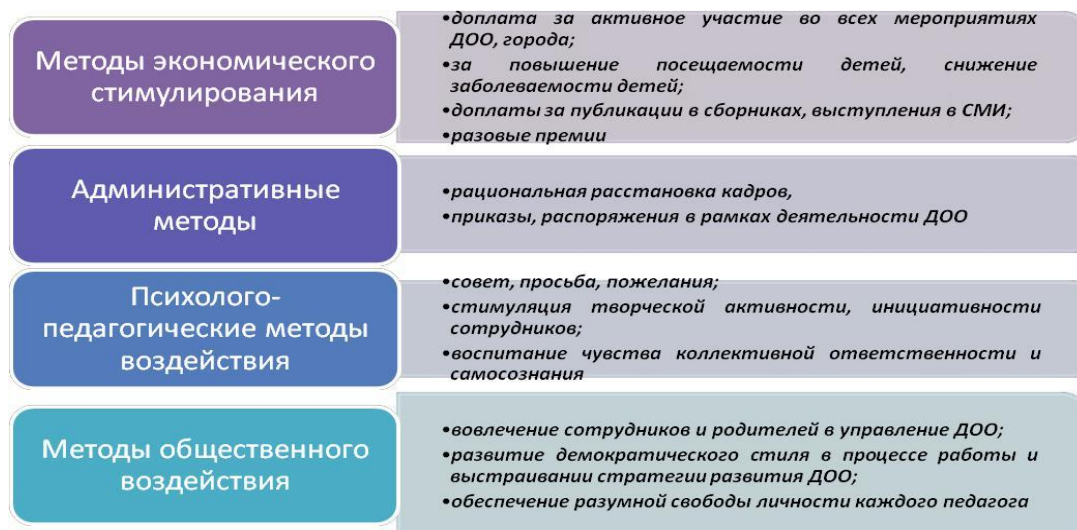 Методы экономического
стимулирования
•доплата за активное участие во всех мероприятиях
ДОО, города;
•за повышение посещаемости детей, снижение
заболеваемости детей;
•доплаты за публикации в сборниках, выступления в СМИ;
•разовые премии
Административные
методы
•рациональная расстановка кадров,
•приказы, распоряжения в рамках деятельности ДОО
Психолого-
педагогические методы
воздействия
•совет, просьба, пожелания;
•стимуляция творческой активности, инициативности
сотрудников;
•воспитание чувства коллективной ответственности и
самосознания
Методы общественного
воздействия
•вовлечение сотрудников и родителей в управление ДОО;
•развитие демократического стиля в процессе работы и
выстраивании стратегии развития ДОО;
•обеспечение разумной свободы личности каждого педагога